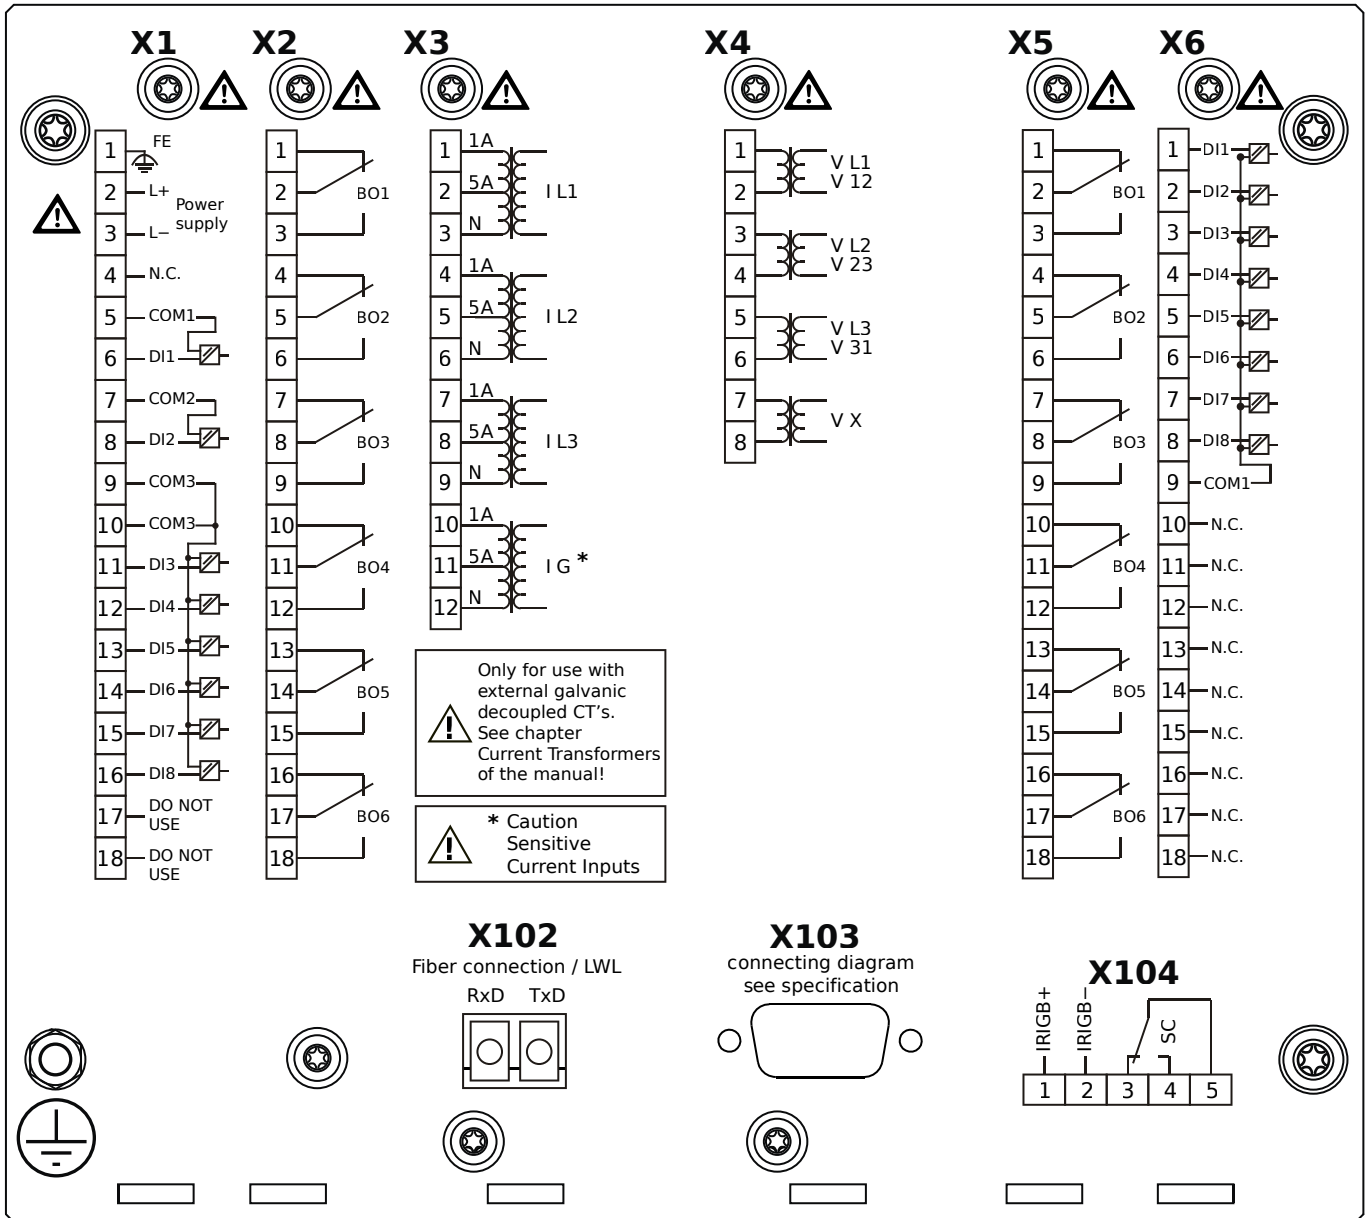 X1
X2
X3
X4
X5
X6
1 FE
2 L+
Power
supply
3 L−
4 N.C.
5 COM1
6 DI1
7 COM2
8 DI2
9 COM3
10 COM3
11 DI3
12 DI4
13 DI5
14 DI6
15 DI7
16 DI8
17 DO NOT
USE
18 DO NOT
USE
1
2 BO1
3
4
5 BO2
6
7
8 BO3
9
10
11 BO4
12
13
14 BO5
15
16
17 BO6
18
1 1A
2 5A I L1
3 N
4 1A
5 5A I L2
6 N
7 1A
8 5A I L3
9 N
10 1A
11 5A I G *
12 N
Only for use with
external galvanic
decoupled CT's.
See chapter
Current Transformers
of the manual!
* Caution
Sensitive
Current Inputs
1 V L1
2 V 12
3 V L2
4 V 23
5 V L3
6 V 31
7 V X
8
1
2 BO1
3
4
5 BO2
6
7
8 BO3
9
10
11 BO4
12
13
14 BO5
15
16
17 BO6
18
1 DI1
2 DI2
3 DI3
4 DI4
5 DI5
6 DI6
7 DI7
8 DI8
9 COM1
10 N.C.
11 N.C.
12 N.C.
13 N.C.
14 N.C.
15 N.C.
16 N.C.
17 N.C.
18 N.C.
X102
Fiber connection / LWL
RxD TxD
X103
connecting diagram
see specification
X104
IRIGB+
IRIGB−
SC
1 2 3 4 5